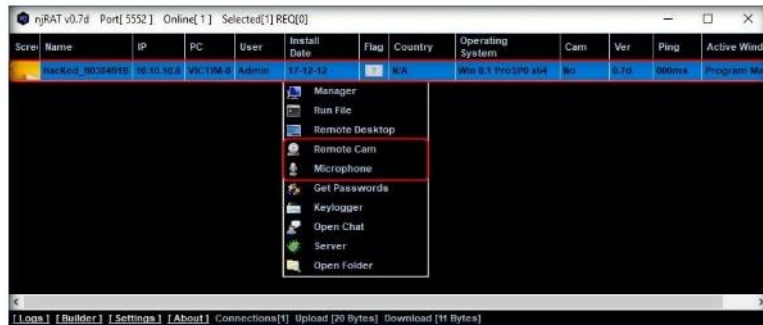 njRAT v0.7d Port[ 5552 ] Online[ 1 ] Selected[1] REQ[0]
Scree Name IP PC User Install Date Flag Country Operating System Cam Ver Ping Active Wind
HacKed_B0384B1B 10.10.10.8 VICTIM-8 Admin 17-12-12 ? N/A Win 8.1 ProSP0 x64 No 0.7d 000ms Program Ma
Manager
Run File
Remote Desktop
Remote Cam
Microphone
Get Passwords
Keylogger
Open Chat
Server
Open Folder
[Logs] [Builder] [Settings] [About] Connections[1] Upload [20 Bytes] Download [11 Bytes]